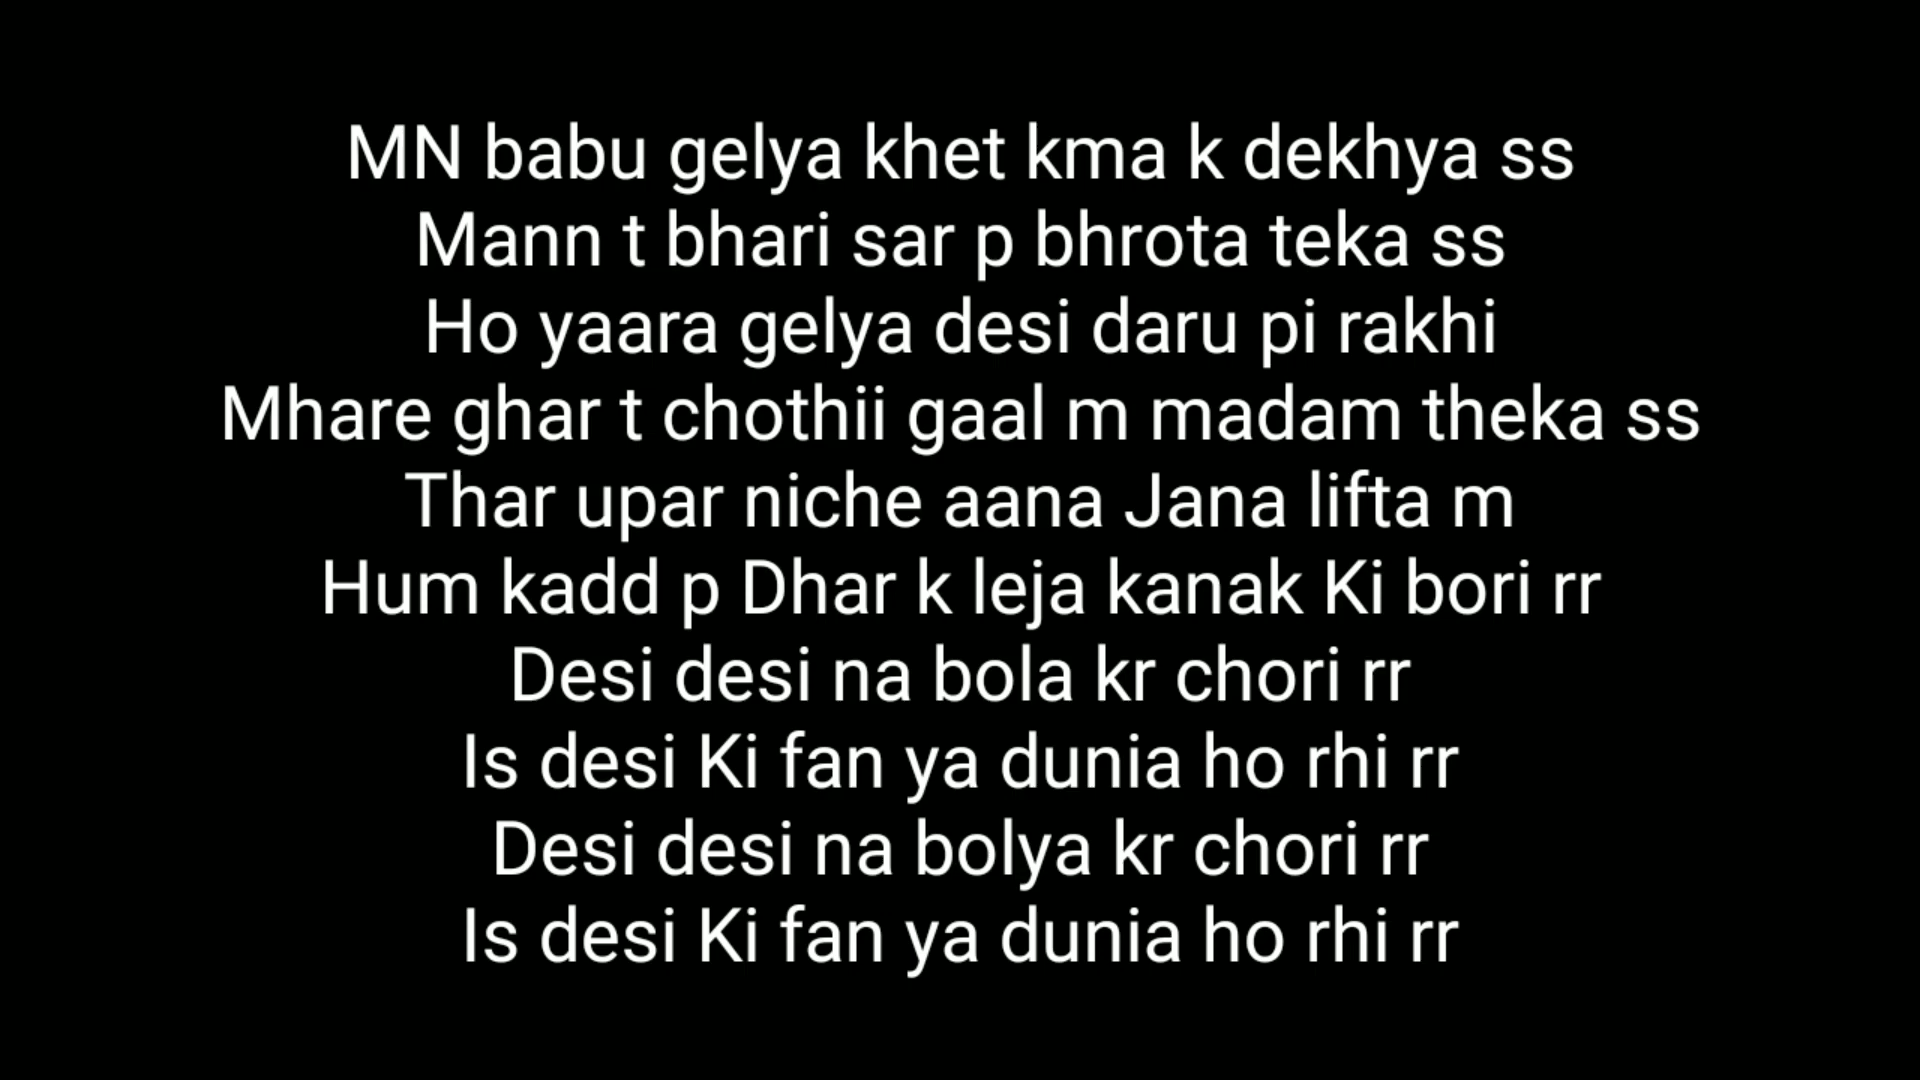 MN babu gelya khet kma k dekhya ss
Mann t bhari sar p bhrota teka ss
Ho yaara gelya desi daru pi rakhi
Mhare ghar t chothii gaal m madam theka ss
Thar upar niche aana Jana lifta m
Hum kadd p Dhar k leja kanak Ki bori rr
Desi desi na bola kr chori rr
Is desi Ki fan ya dunia ho rhi rr
Desi desi na bolya kr chori rr
Is desi Ki fan ya dunia ho rhi rr